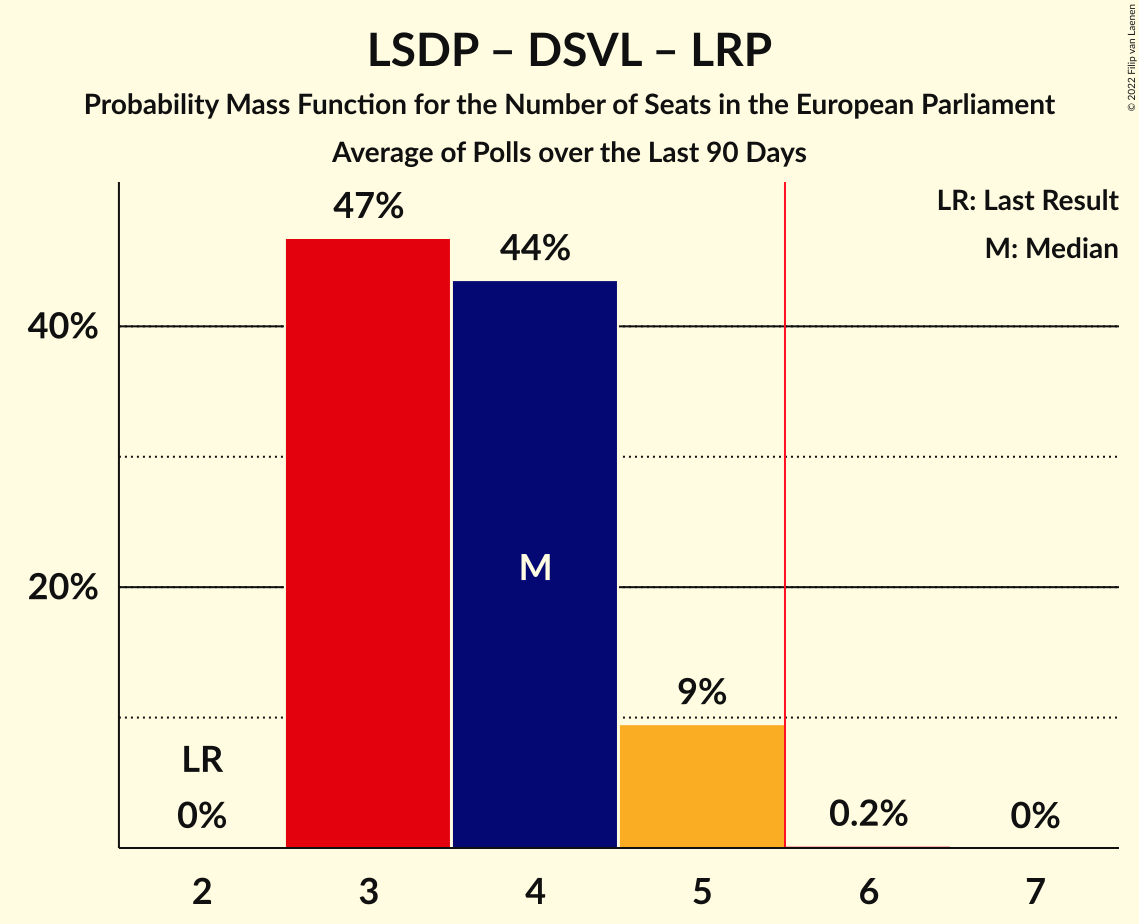 LSDP – DSVL – LRP
Probability Mass Function for the Number of Seats in the European Parliament
Average of Polls over the Last 90 Days
© 2022 Filip van Laenen
LR: Last Result
M: Median
47%
44%
40%
M
20%
9%
LR
0%
0.2%
0%
2 3 4 5 6 7